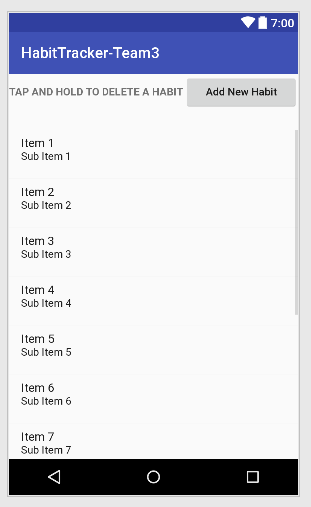 7:00
HabitTracker-Team3
TAP AND HOLD TO DELETE A HABIT
Add New Habit
Item 1
Sub Item 1
Item 2
Sub Item 2
Item 3
Sub Item 3
Item 4
Sub Item 4
Item 5
Sub Item 5
Item 6
Sub Item 6
Item 7
Sub Item 7